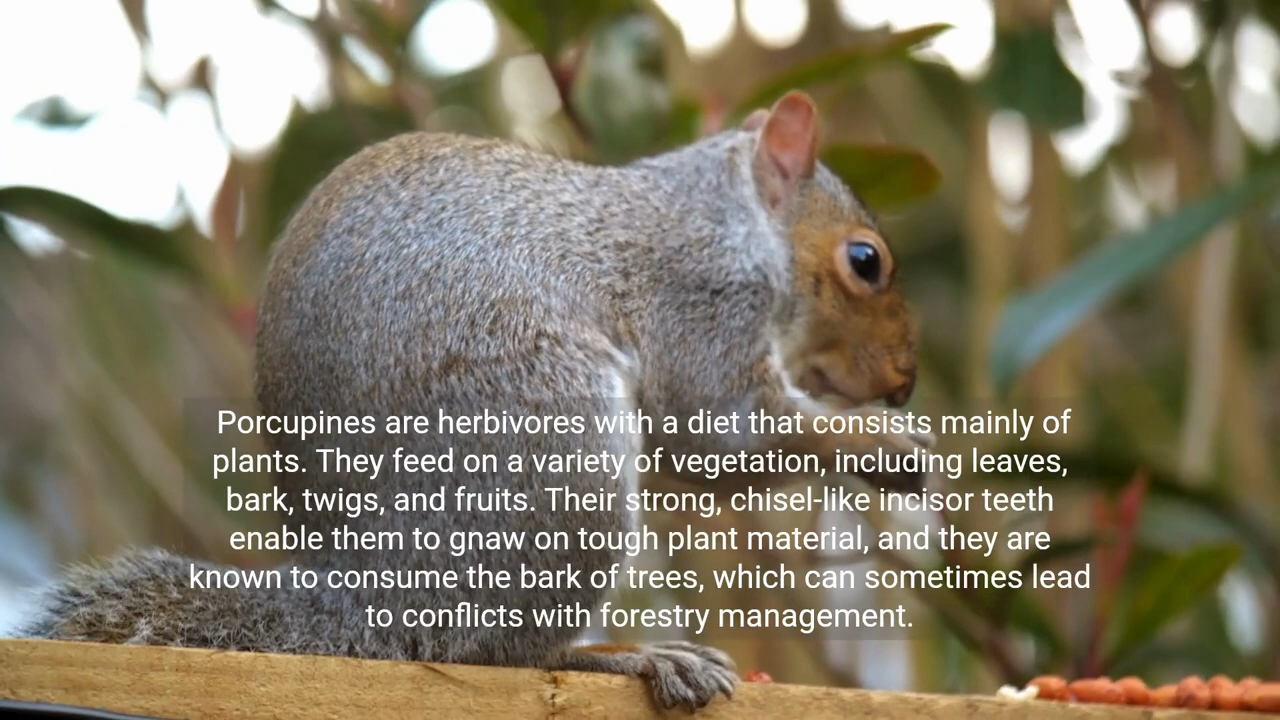 Porcupines are herbivores with a diet that consists mainly of
plants. They feed on a variety of vegetation, including leaves,
bark, twigs, and fruits. Their strong, chisel-like incisor teeth
enable them to gnaw on tough plant material, and they are
known to consume the bark of trees, which can sometimes lead
to conflicts with forestry management.